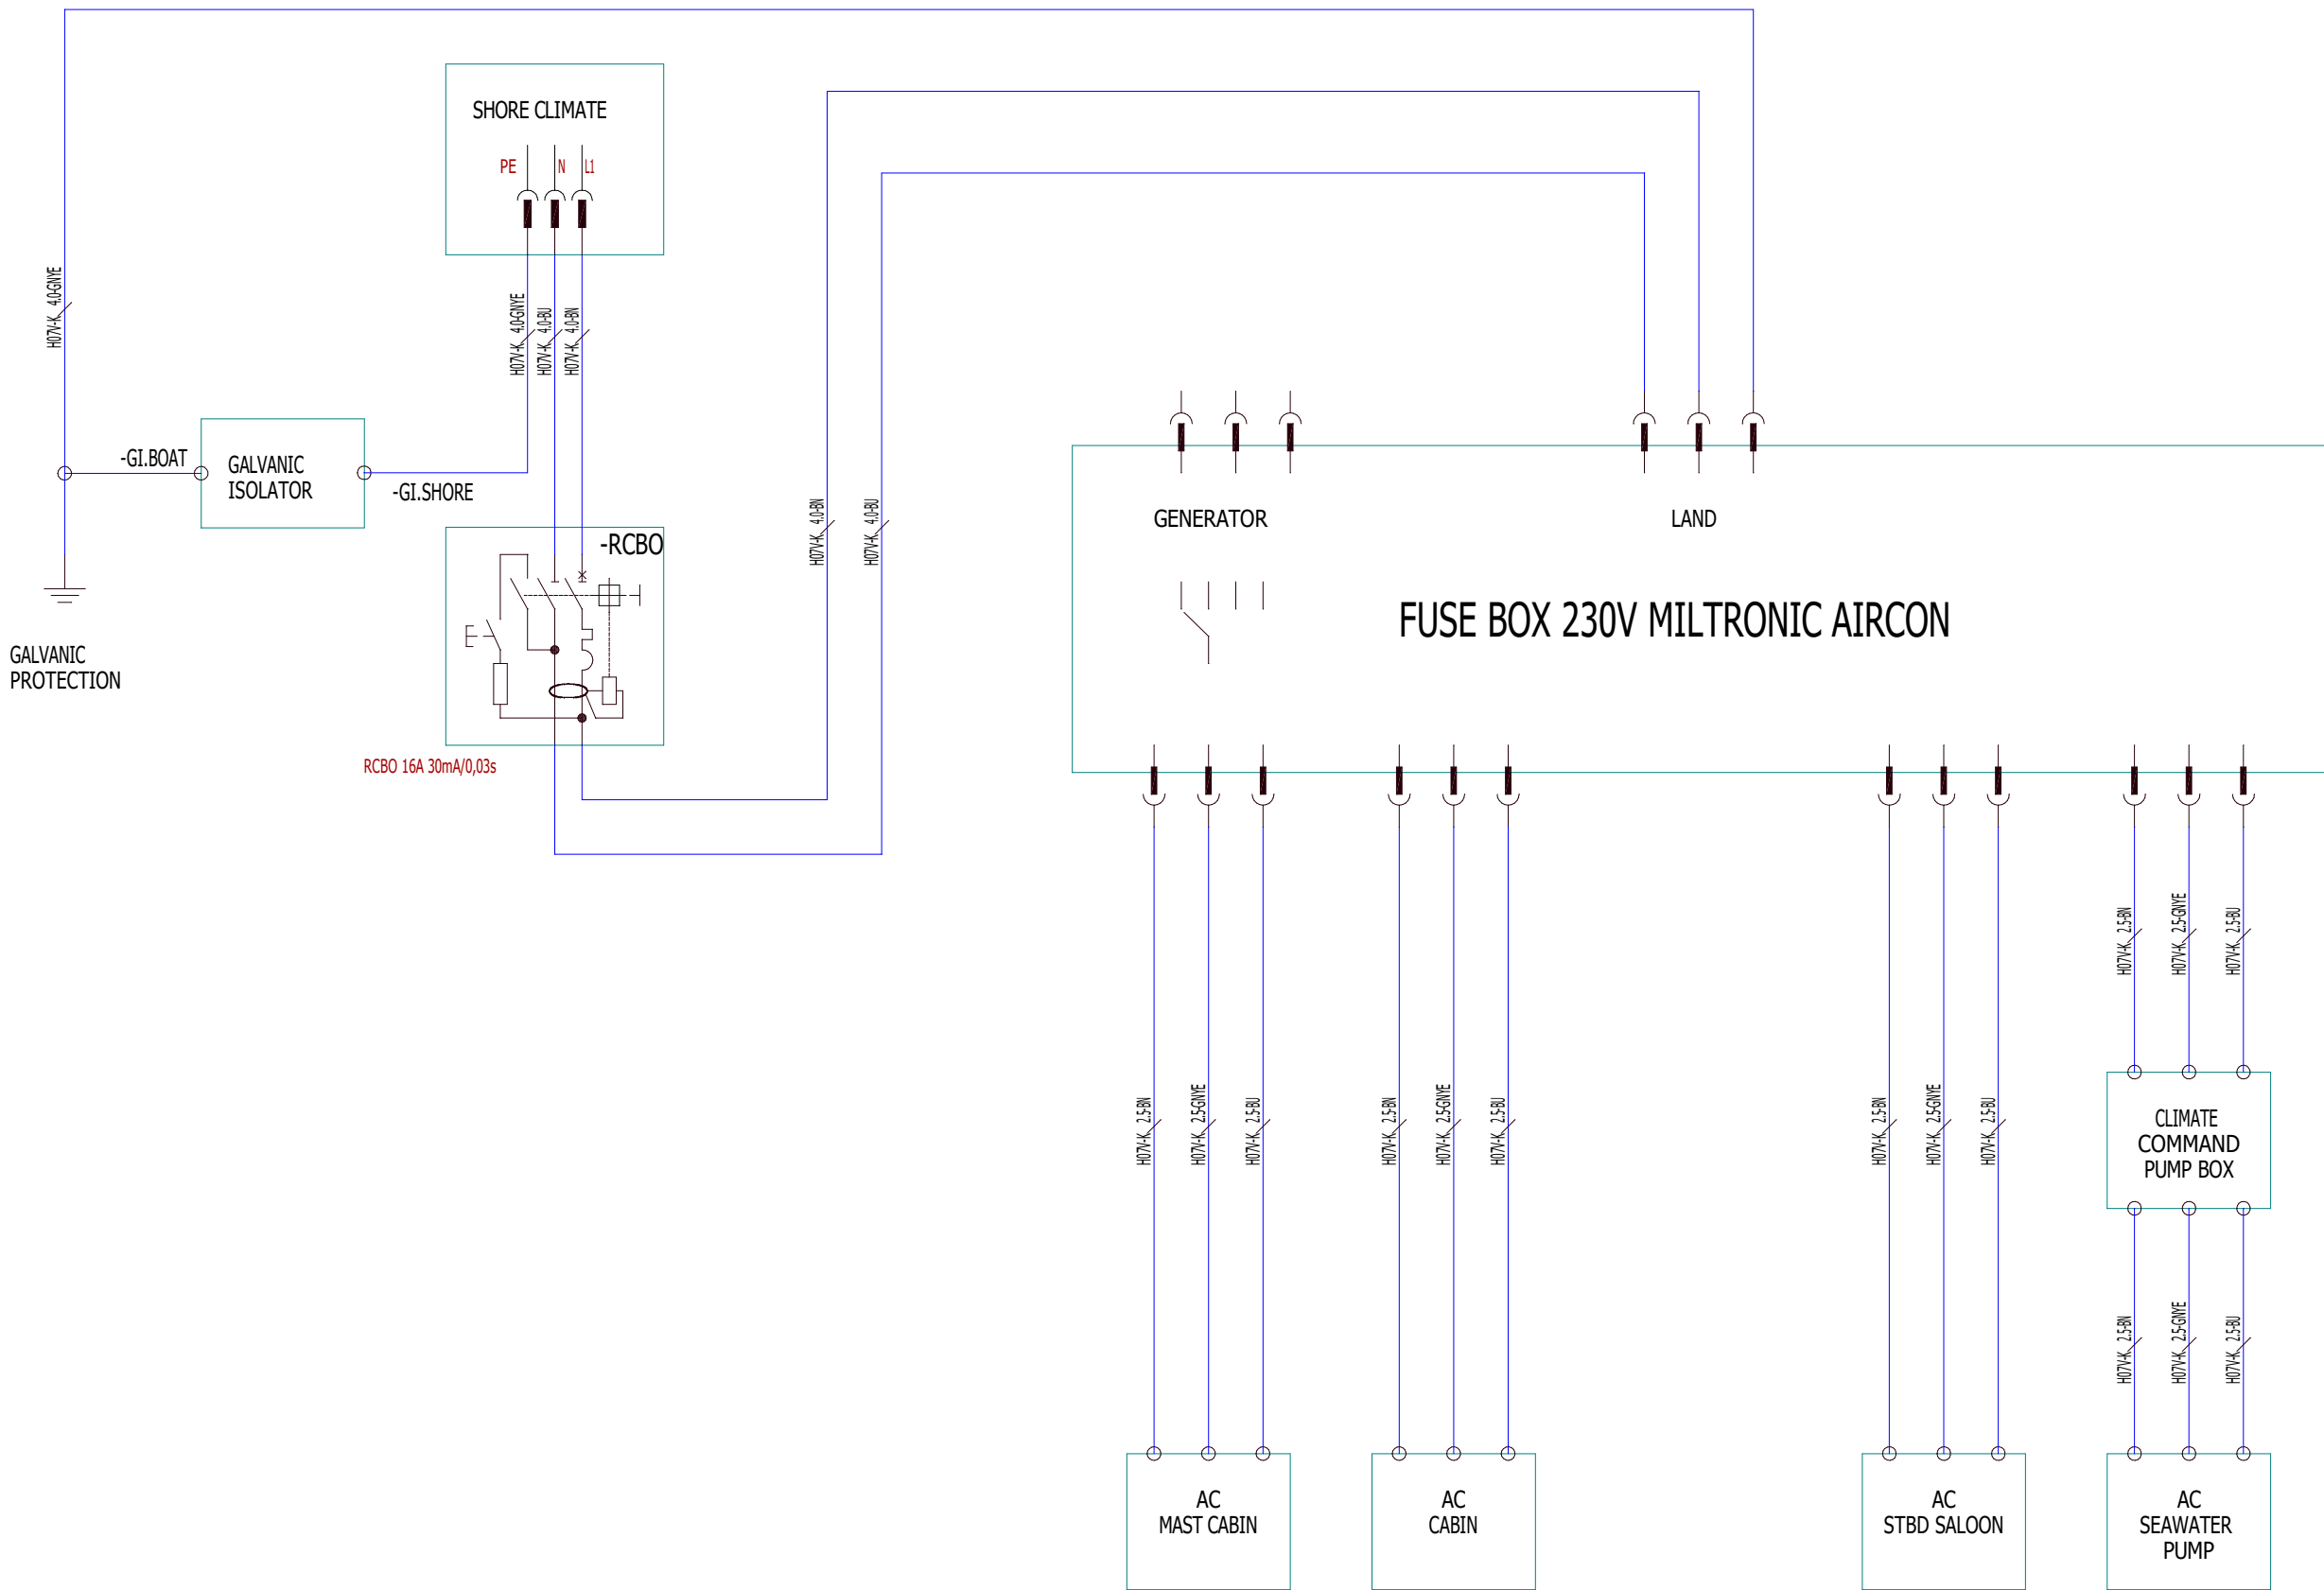 SHORE CLIMATE
PE N L1
H07V-K 4.0-GNYE
H07V-K 4.0-GNYE
H07V-K 4.0-BU
H07V-K 4.0-BN
-GI.BOAT
GALVANIC
ISOLATOR
-GI.SHORE
GALVANIC
PROTECTION
-RCBO
RCBO 16A 30mA/0,03s
H07V-K 4.0-BN
H07V-K 4.0-BU
GENERATOR
LAND
FUSE BOX 230V MILTRONIC AIRCON
H07V-K 2.5-BN
H07V-K 2.5-GNYE
H07V-K 2.5-BU
H07V-K 2.5-BN
H07V-K 2.5-GNYE
H07V-K 2.5-BU
H07V-K 2.5-BN
H07V-K 2.5-GNYE
H07V-K 2.5-BU
H07V-K 2.5-BN
H07V-K 2.5-GNYE
H07V-K 2.5-BU
CLIMATE
COMMAND
PUMP BOX
H07V-K 2.5-BN
H07V-K 2.5-GNYE
H07V-K 2.5-BU
AC
MAST CABIN
AC
CABIN
AC
STBD SALOON
AC
SEAWATER
PUMP